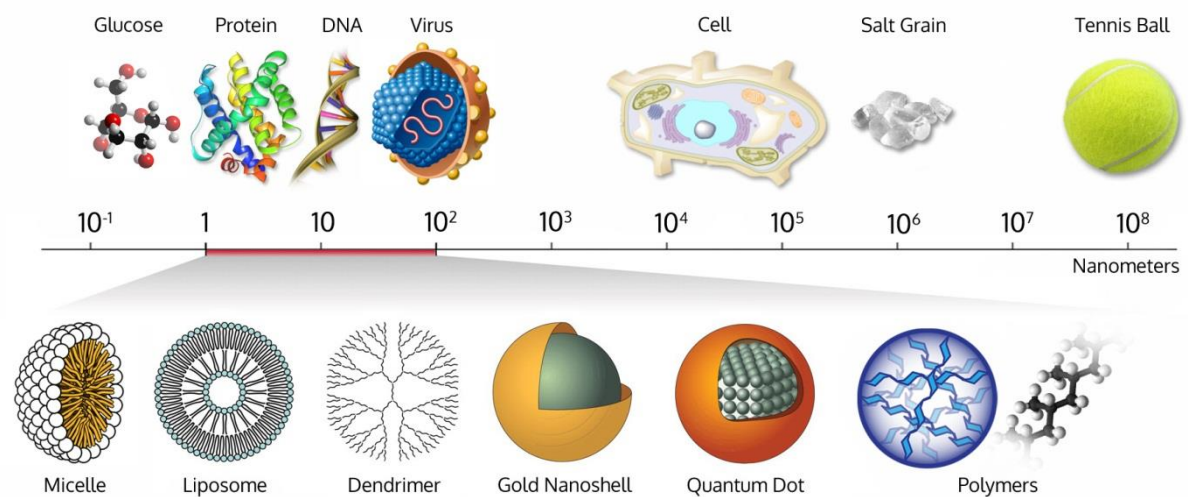 Glucose Protein DNA Virus Cell Salt Grain Tennis Ball
10⁻¹ 1 10 10² 10³ 10⁴ 10⁵ 10⁶ 10⁷ 10⁸
Nanometers
Micelle Liposome Dendrimer Gold Nanoshell Quantum Dot Polymers